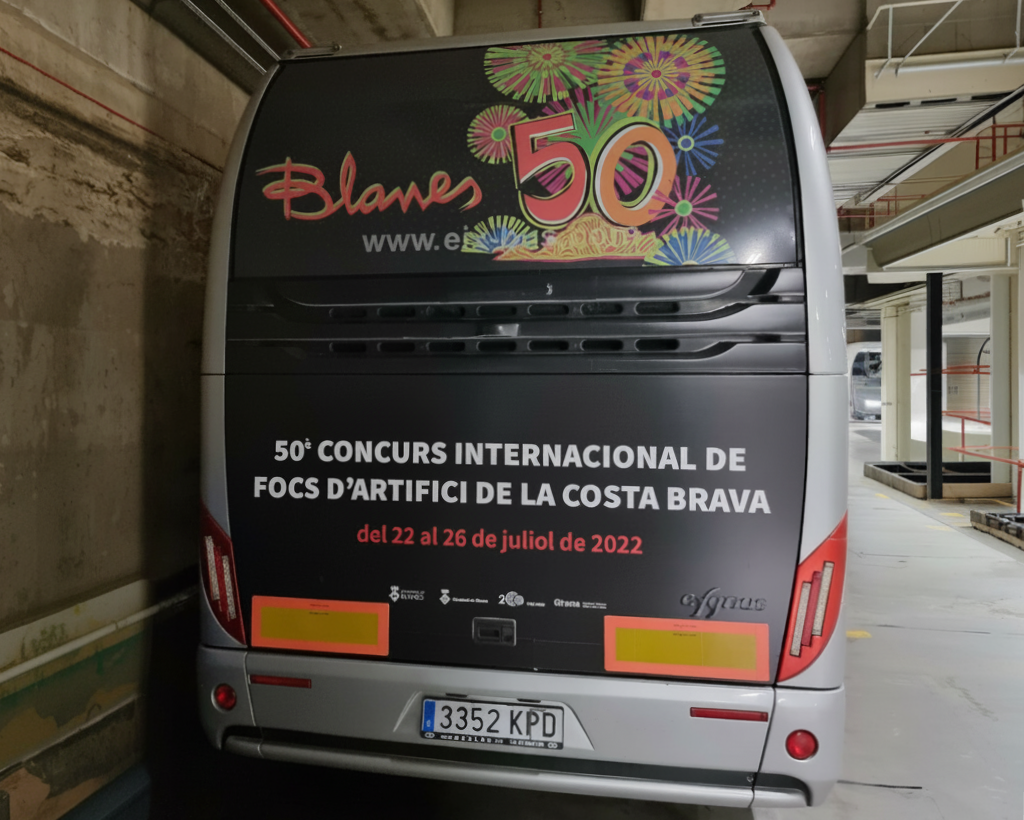 Blanes
50
50è CONCURS INTERNACIONAL DE
FOCS D'ARTIFICI DE LA COSTA BRAVA
del 22 al 26 de juliol de 2022
Girona
cygnus
3352 KPD